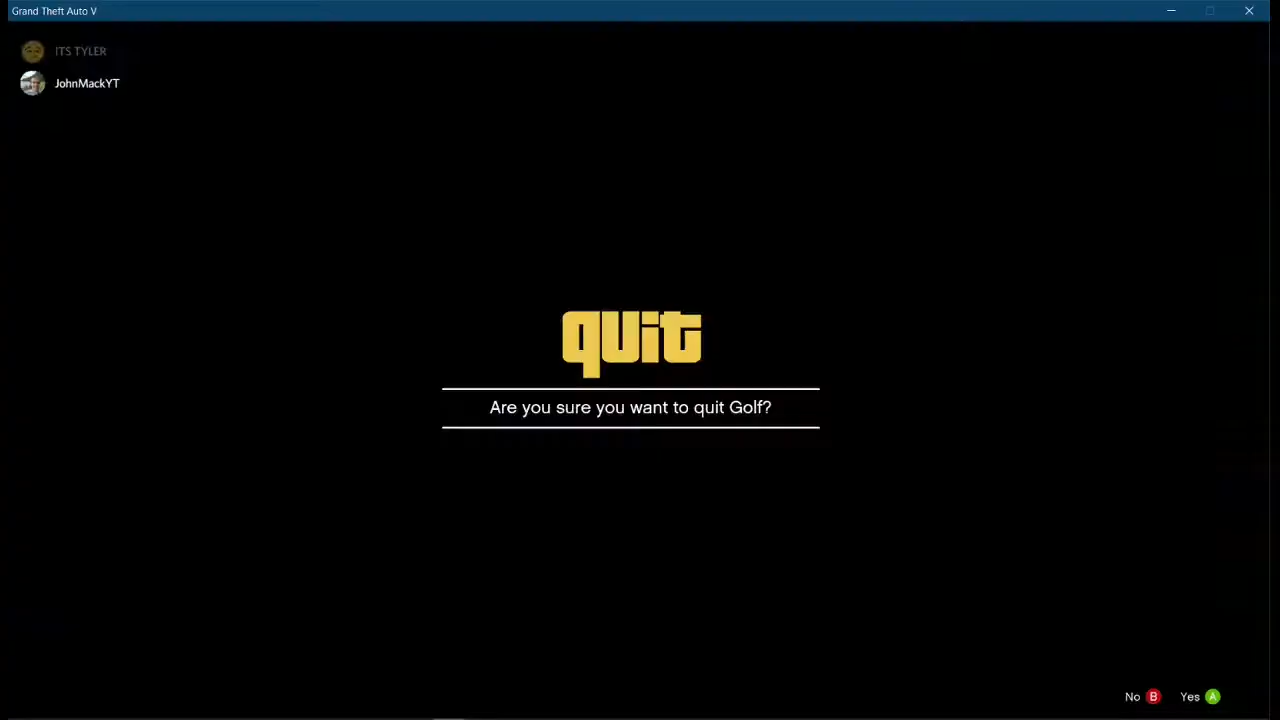 Grand Theft Auto V
ITS TYLER
JohnMackYT
quit
Are you sure you want to quit Golf?
No B Yes A